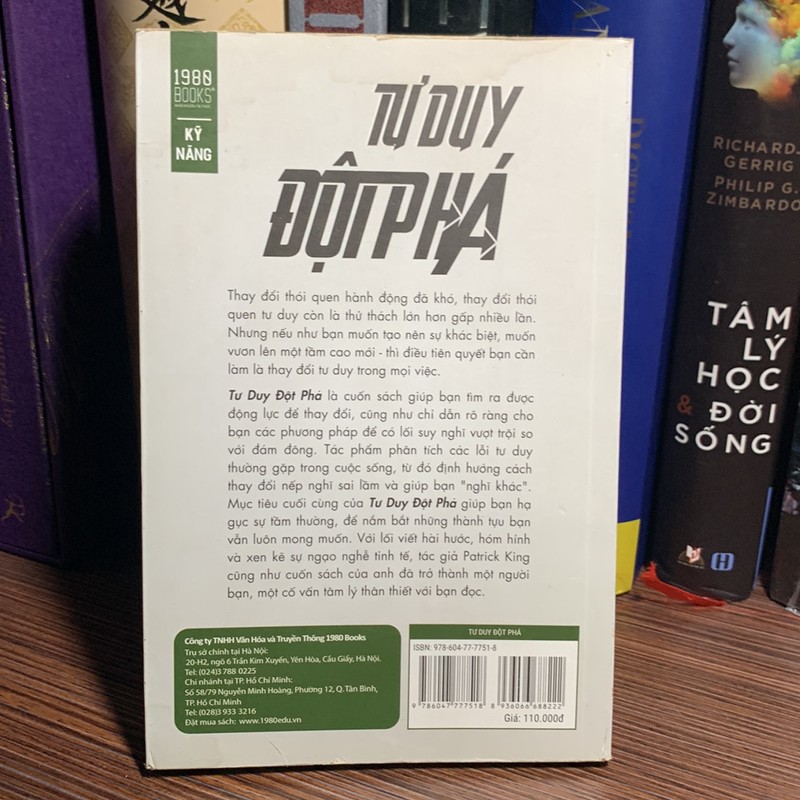 1980
BOOKS
KỸ
NĂNG
TƯ DUY
ĐỘT PHÁ
Thay đổi thói quen hành động đã khó, thay đổi thói
quen tư duy còn là thử thách lớn hơn gấp nhiều lần.
Nhưng nếu như bạn muốn tạo nên sự khác biệt, muốn
vươn lên một tầm cao mới - thì điều tiên quyết bạn cần
làm là thay đổi tư duy trong mọi việc.
Tư Duy Đột Phá là cuốn sách giúp bạn tìm ra được
động lực để thay đổi, cũng như chỉ dẫn rõ ràng cho
bạn các phương pháp để có lối suy nghĩ vượt trội so
với đám đông. Tác phẩm phân tích các lỗi tư duy
thường gặp trong cuộc sống, từ đó định hướng cách
thay đổi nếp nghĩ sai lầm và giúp bạn "nghĩ khác".
Mục tiêu cuối cùng của Tư Duy Đột Phá giúp bạn hạ
gục sự tầm thường, để nắm bắt những thành tựu bạn
vẫn luôn mong muốn. Với lối viết hài hước, hóm hỉnh
và xen kẽ sự ngạo nghễ tinh tế, tác giả Patrick King
cũng như cuốn sách của anh đã trở thành một người
bạn, một cố vấn tâm lý thân thiết với bạn đọc.
Công ty TNHH Văn Hóa và Truyền Thông 1980 Books
Trụ sở chính tại Hà Nội:
20-H2, ngõ 6 Trần Kim Xuyến, Yên Hòa, Cầu Giấy, Hà Nội.
Tel: (024)3 788 0225
Chi nhánh tại TP. Hồ Chí Minh:
Số 58/79 Nguyễn Minh Hoàng, Phường 12, Q.Tân Bình,
TP. Hồ Chí Minh
Tel: (028)3 933 3216
Đặt mua sách: www.1980edu.vn
TƯ DUY ĐỘT PHÁ
ISBN: 978-604-77-7751-8
9 786047 777518
8 936066 688222
Giá: 110.000đ
RICHARD J.
GERRIG
PHILIP G.
ZIMBARDO
TÂM
LÝ
HỌC
& ĐỜI
SỐNG
H